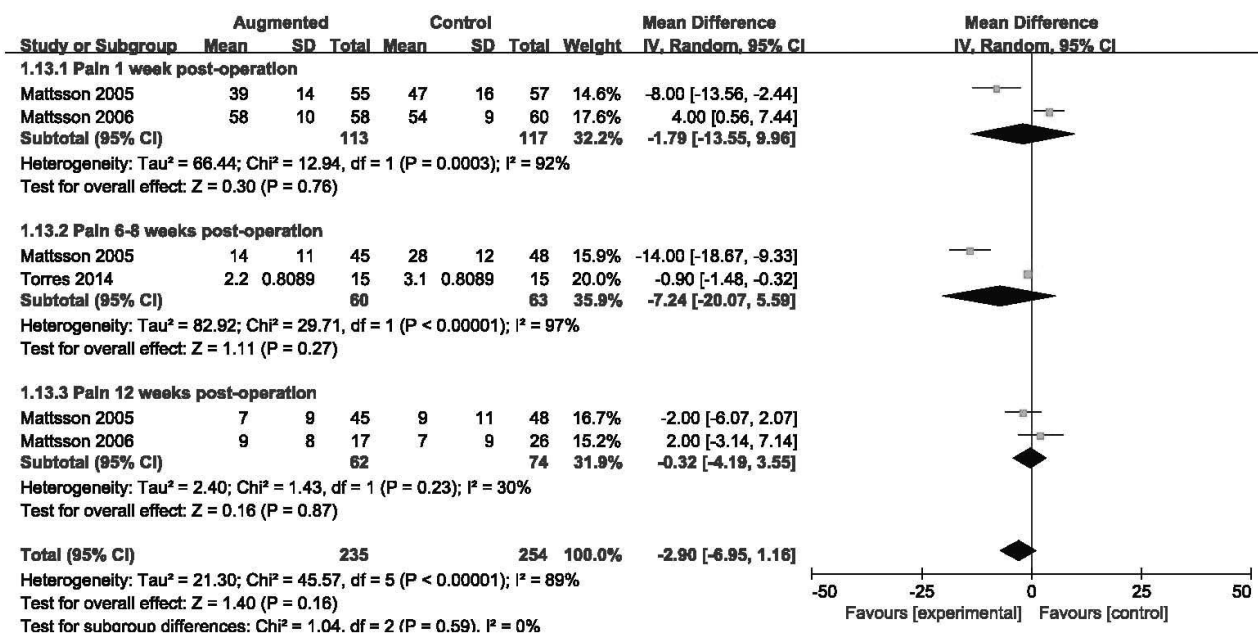 Augmented Control Mean Difference Mean Difference
Study or Subgroup Mean SD Total Mean SD Total Weight IV, Random, 95% CI IV, Random, 95% CI
1.13.1 Pain 1 week post-operation
Mattsson 2005 39 14 55 47 16 57 14.6% -8.00 [-13.56, -2.44]
Mattsson 2006 58 10 58 54 9 60 17.6% 4.00 [0.56, 7.44]
Subtotal (95% CI) 113 117 32.2% -1.79 [-13.55, 9.96]
Heterogeneity: Tau² = 66.44; Chi² = 12.94, df = 1 (P = 0.0003); I² = 92%
Test for overall effect: Z = 0.30 (P = 0.76)
1.13.2 Pain 6-8 weeks post-operation
Mattsson 2005 14 11 45 28 12 48 15.9% -14.00 [-18.67, -9.33]
Torres 2014 2.2 0.8089 15 3.1 0.8089 15 20.0% -0.90 [-1.48, -0.32]
Subtotal (95% CI) 60 63 35.9% -7.24 [-20.07, 5.59]
Heterogeneity: Tau² = 82.92; Chi² = 29.71, df = 1 (P < 0.00001); I² = 97%
Test for overall effect: Z = 1.11 (P = 0.27)
1.13.3 Pain 12 weeks post-operation
Mattsson 2005 7 9 45 9 11 48 16.7% -2.00 [-6.07, 2.07]
Mattsson 2006 9 8 17 7 9 26 15.2% 2.00 [-3.14, 7.14]
Subtotal (95% CI) 62 74 31.9% -0.32 [-4.19, 3.55]
Heterogeneity: Tau² = 2.40; Chi² = 1.43, df = 1 (P = 0.23); I² = 30%
Test for overall effect: Z = 0.16 (P = 0.87)
Total (95% CI) 235 254 100.0% -2.90 [-6.95, 1.16]
Heterogeneity: Tau² = 21.30; Chi² = 45.57, df = 5 (P < 0.00001); I² = 89%
Test for overall effect: Z = 1.40 (P = 0.16)
Test for subgroup differences: Chi² = 1.04, df = 2 (P = 0.59), I² = 0%
-50 -25 0 25 50
Favours [experimental] Favours [control]